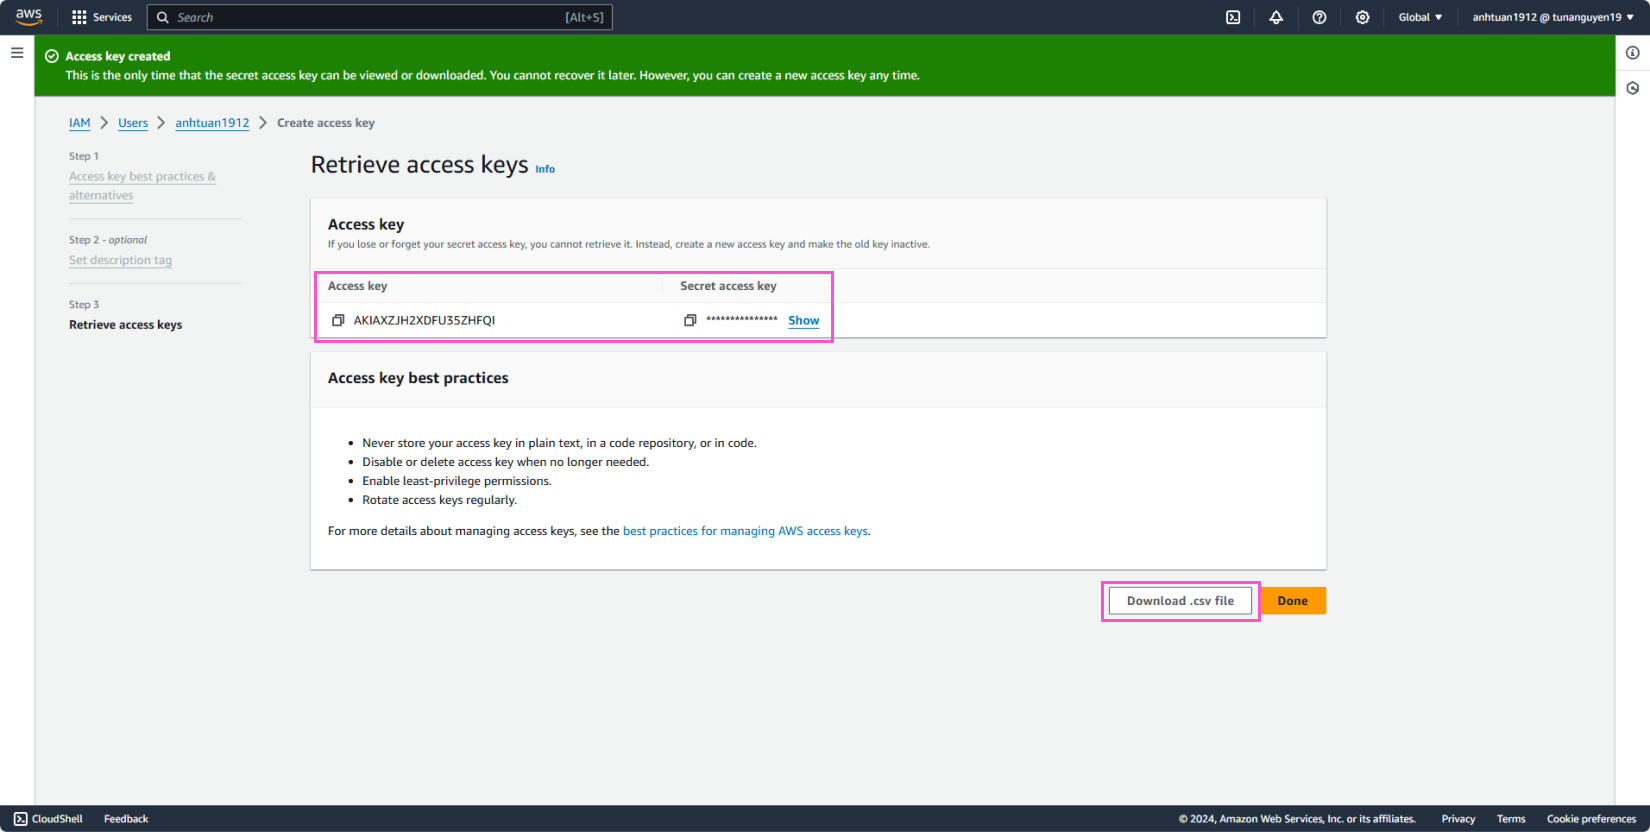 aws
Services
Search
[Alt+S]
Global
anhtuan1912 @ tunanguyen19
Access key created
This is the only time that the secret access key can be viewed or downloaded. You cannot recover it later. However, you can create a new access key any time.
IAM > Users > anhtuan1912 > Create access key
Step 1
Access key best practices &
alternatives
Step 2 - optional
Set description tag
Step 3
Retrieve access keys
Retrieve access keys Info
Access key
If you lose or forget your secret access key, you cannot retrieve it. Instead, create a new access key and make the old key inactive.
Access key
Secret access key
AKIAXZJH2XDFU35ZHFQI
*************** Show
Access key best practices
• Never store your access key in plain text, in a code repository, or in code.
• Disable or delete access key when no longer needed.
• Enable least-privilege permissions.
• Rotate access keys regularly.
For more details about managing access keys, see the best practices for managing AWS access keys.
Download .csv file
Done
CloudShell
Feedback
© 2024, Amazon Web Services, Inc. or its affiliates.
Privacy
Terms
Cookie preferences